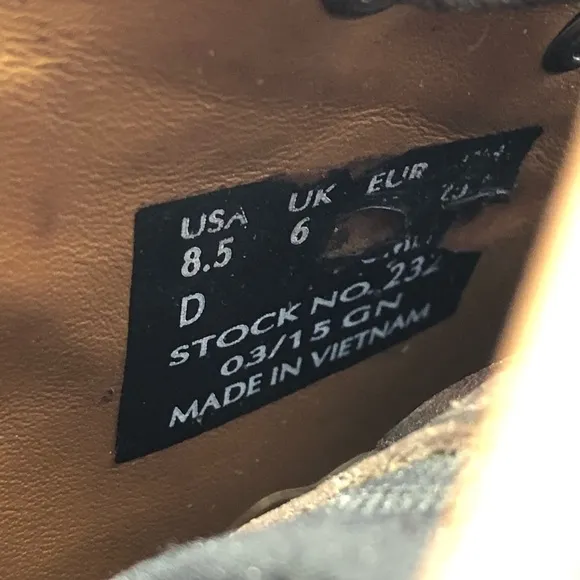 USA UK EUR
8.5 6
D
STOCK NO. 232
03/15 GN
MADE IN VIETNAM